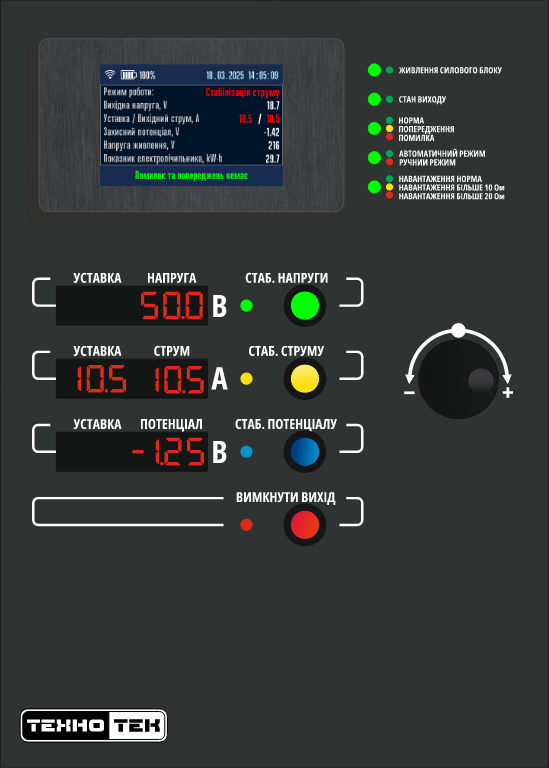 100% 18.03.2025 14:05:09
Режим роботи: Стабілізація струму
Вихідна напруга, V 18.7
Уставка / Вихідний струм, А 10.5 / 10.5
Захисний потенціал, V -1.42
Напруга живлення, V 216
Показник електролічильника, kW·h 29.7
Помилок та попереджень немає
ЖИВЛЕННЯ СИЛОВОГО БЛОКУ
СТАН ВИХОДУ
НОРМА
ПОПЕРЕДЖЕННЯ
ПОМИЛКА
АВТОМАТИЧНИЙ РЕЖИМ
РУЧНИЙ РЕЖИМ
НАВАНТАЖЕННЯ НОРМА
НАВАНТАЖЕННЯ БІЛЬШЕ 10 Ом
НАВАНТАЖЕННЯ БІЛЬШЕ 20 Ом
УСТАВКА НАПРУГА СТАБ. НАПРУГИ
50.0 В
УСТАВКА СТРУМ СТАБ. СТРУМУ
10.5 10.5 А
УСТАВКА ПОТЕНЦІАЛ СТАБ. ПОТЕНЦІАЛУ
-1.25 В
ВИМКНУТИ ВИХІД
− +
ТЕХНО ТЕК